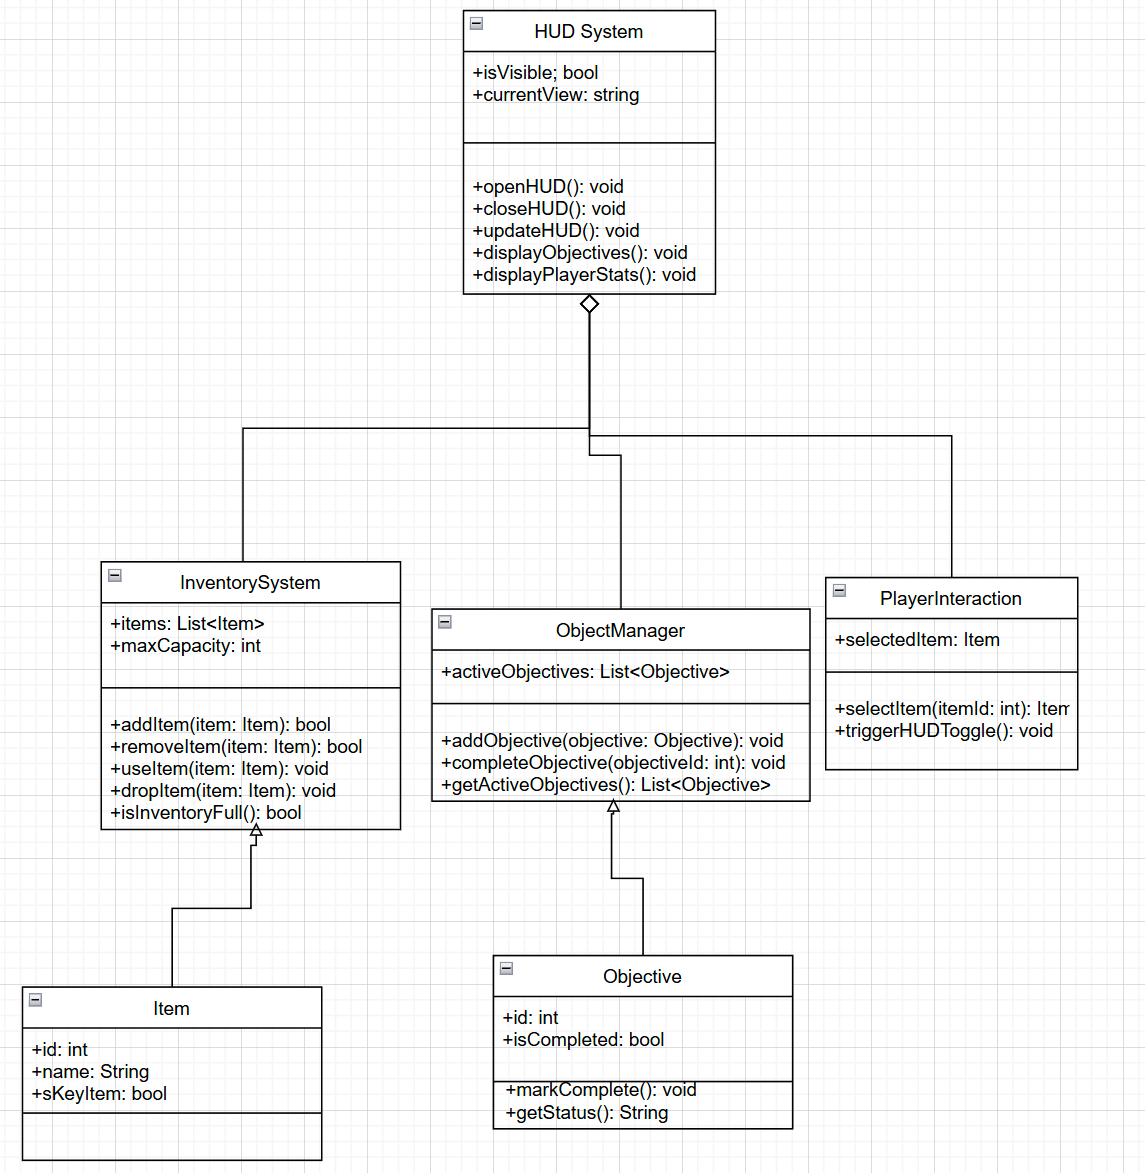 HUD System
+isVisible; bool
+currentView: string
+openHUD(): void
+closeHUD(): void
+updateHUD(): void
+displayObjectives(): void
+displayPlayerStats(): void
InventorySystem
+items: List<Item>
+maxCapacity: int
+addItem(item: Item): bool
+removeItem(item: Item): bool
+useItem(item: Item): void
+dropItem(item: Item): void
+isInventoryFull(): bool
ObjectManager
+activeObjectives: List<Objective>
+addObjective(objective: Objective): void
+completeObjective(objectiveId: int): void
+getActiveObjectives(): List<Objective>
PlayerInteraction
+selectedItem: Item
+selectItem(itemId: int): Item
+triggerHUDToggle(): void
Item
+id: int
+name: String
+sKeyItem: bool
Objective
+id: int
+isCompleted: bool
+markComplete(): void
+getStatus(): String